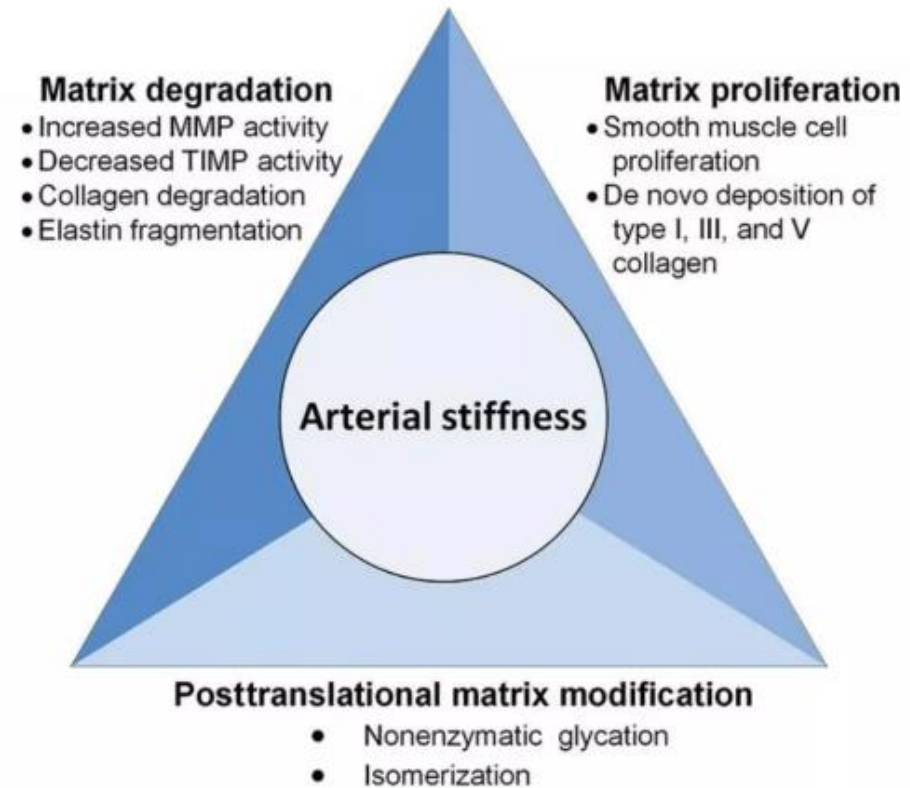 Matrix degradation
• Increased MMP activity
• Decreased TIMP activity
• Collagen degradation
• Elastin fragmentation
Matrix proliferation
• Smooth muscle cell
proliferation
• De novo deposition of
type I, III, and V
collagen
Arterial stiffness
Posttranslational matrix modification
• Nonenzymatic glycation
• Isomerization